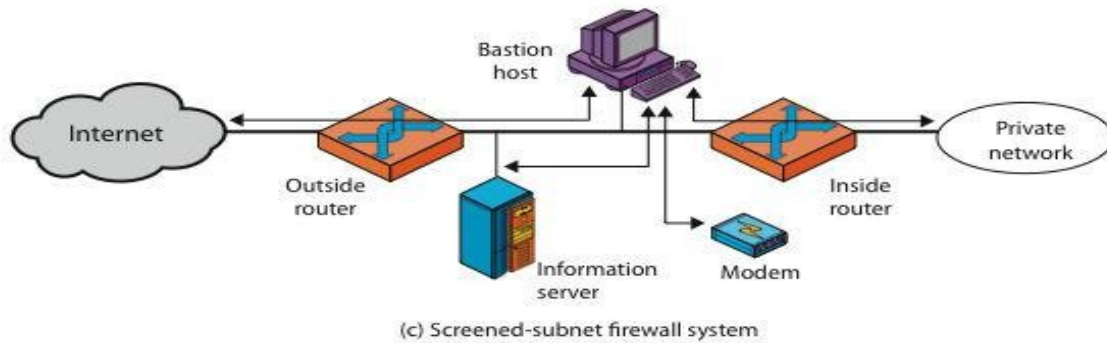 Bastion
host
Internet
Private
network
Outside
router
Inside
router
Information
server
Modem
(c) Screened-subnet firewall system